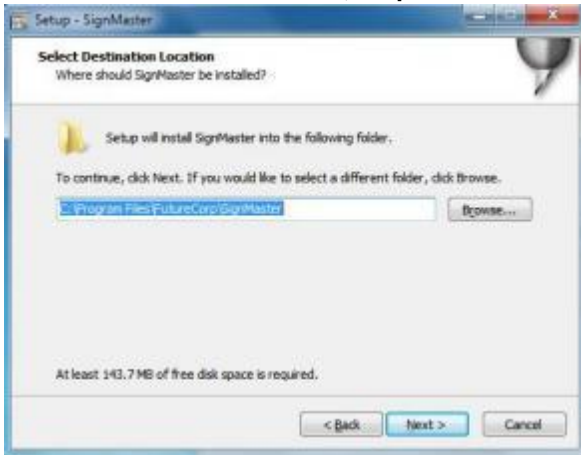 Setup - SignMaster
Select Destination Location
Where should SignMaster be installed?
Setup will install SignMaster into the following folder.
To continue, click Next. If you would like to select a different folder, click Browse.
C:\Program Files\FutureCorp\SignMaster
Browse...
At least 143.7 MB of free disk space is required.
< Back
Next >
Cancel